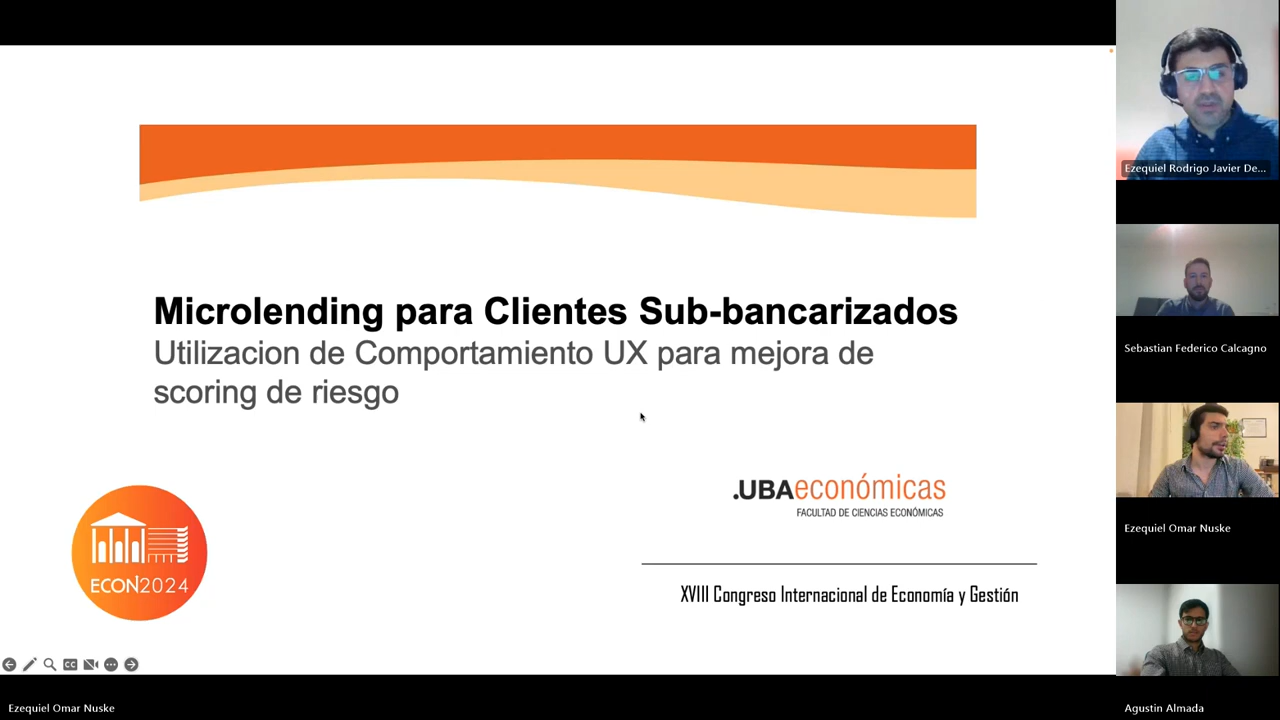 Microlending para Clientes Sub-bancarizados
Utilizacion de Comportamiento UX para mejora de
scoring de riesgo
.UBAeconómicas
FACULTAD DE CIENCIAS ECONÓMICAS
ECON2024
XVIII Congreso Internacional de Economía y Gestión
CC
Ezequiel Omar Nuske
Ezequiel Rodrigo Javier De...
Sebastian Federico Calcagno
Ezequiel Omar Nuske
Agustin Almada